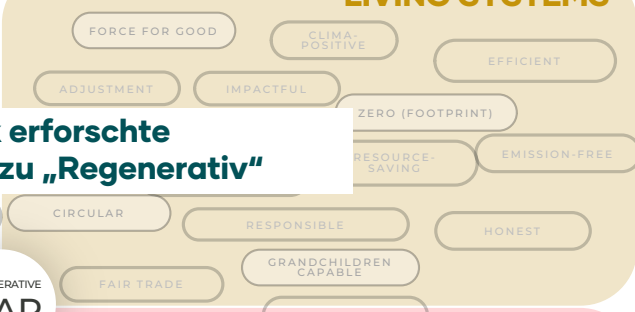 LIVING SYSTEMS
FORCE FOR GOOD
CLIMA-
POSITIVE
EFFICIENT
ADJUSTMENT
IMPACTFUL
ZERO (FOOTPRINT)
erforschte
zu „Regenerativ“
RESOURCE-
SAVING
EMISSION-FREE
CIRCULAR
RESPONSIBLE
HONEST
GRANDCHILDREN
CAPABLE
FAIR TRADE